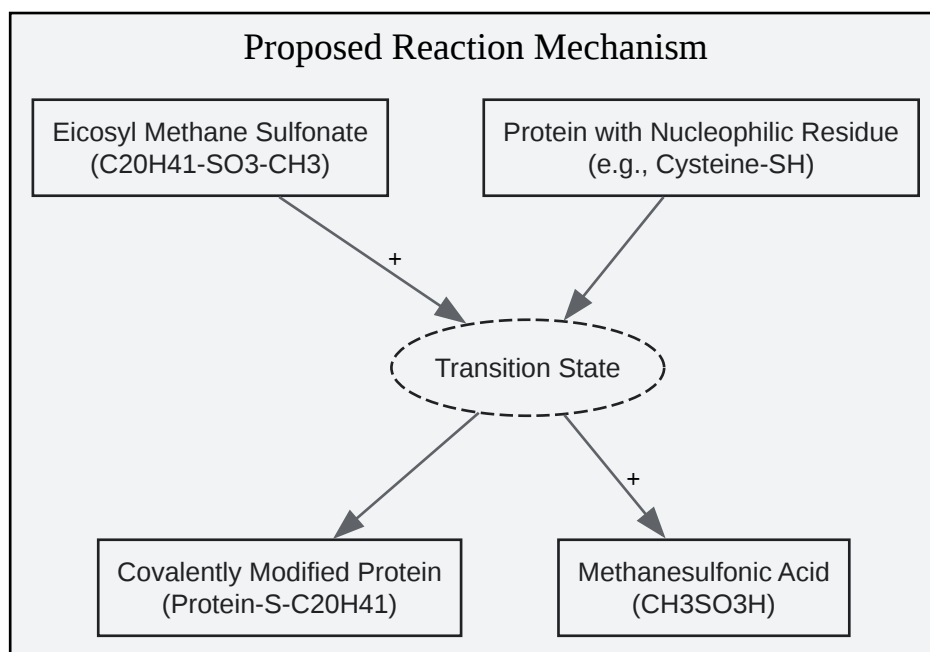 Proposed Reaction Mechanism
Eicosyl Methane Sulfonate
(C20H41-SO3-CH3)
Protein with Nucleophilic Residue
(e.g., Cysteine-SH)
+
Transition State
+
Covalently Modified Protein
(Protein-S-C20H41)
Methanesulfonic Acid
(CH3SO3H)